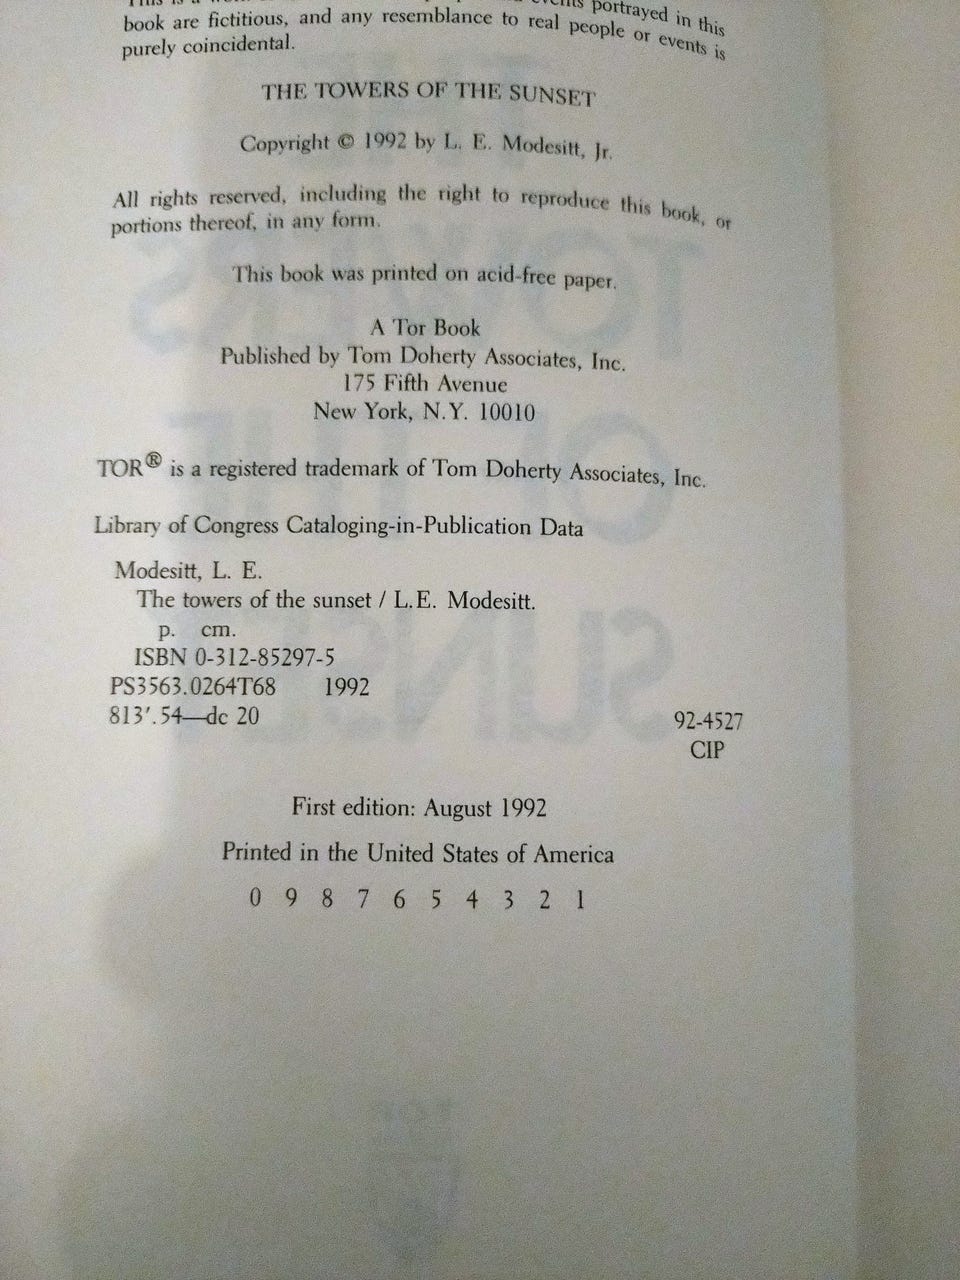 This is a work events portrayed in this
book are fictitious, and any resemblance to real people or events is
purely coincidental.
THE TOWERS OF THE SUNSET
Copyright © 1992 by L. E. Modesitt, Jr.
All rights reserved, including the right to reproduce this book, or
portions thereof, in any form.
This book was printed on acid-free paper.
A Tor Book
Published by Tom Doherty Associates, Inc.
175 Fifth Avenue
New York, N.Y. 10010
TOR® is a registered trademark of Tom Doherty Associates, Inc.
Library of Congress Cataloging-in-Publication Data
Modesitt, L. E.
The towers of the sunset / L.E. Modesitt.
p. cm.
ISBN 0-312-85297-5
PS3563.0264T68 1992
813′.54—dc 20
92-4527
CIP
First edition: August 1992
Printed in the United States of America
0 9 8 7 6 5 4 3 2 1